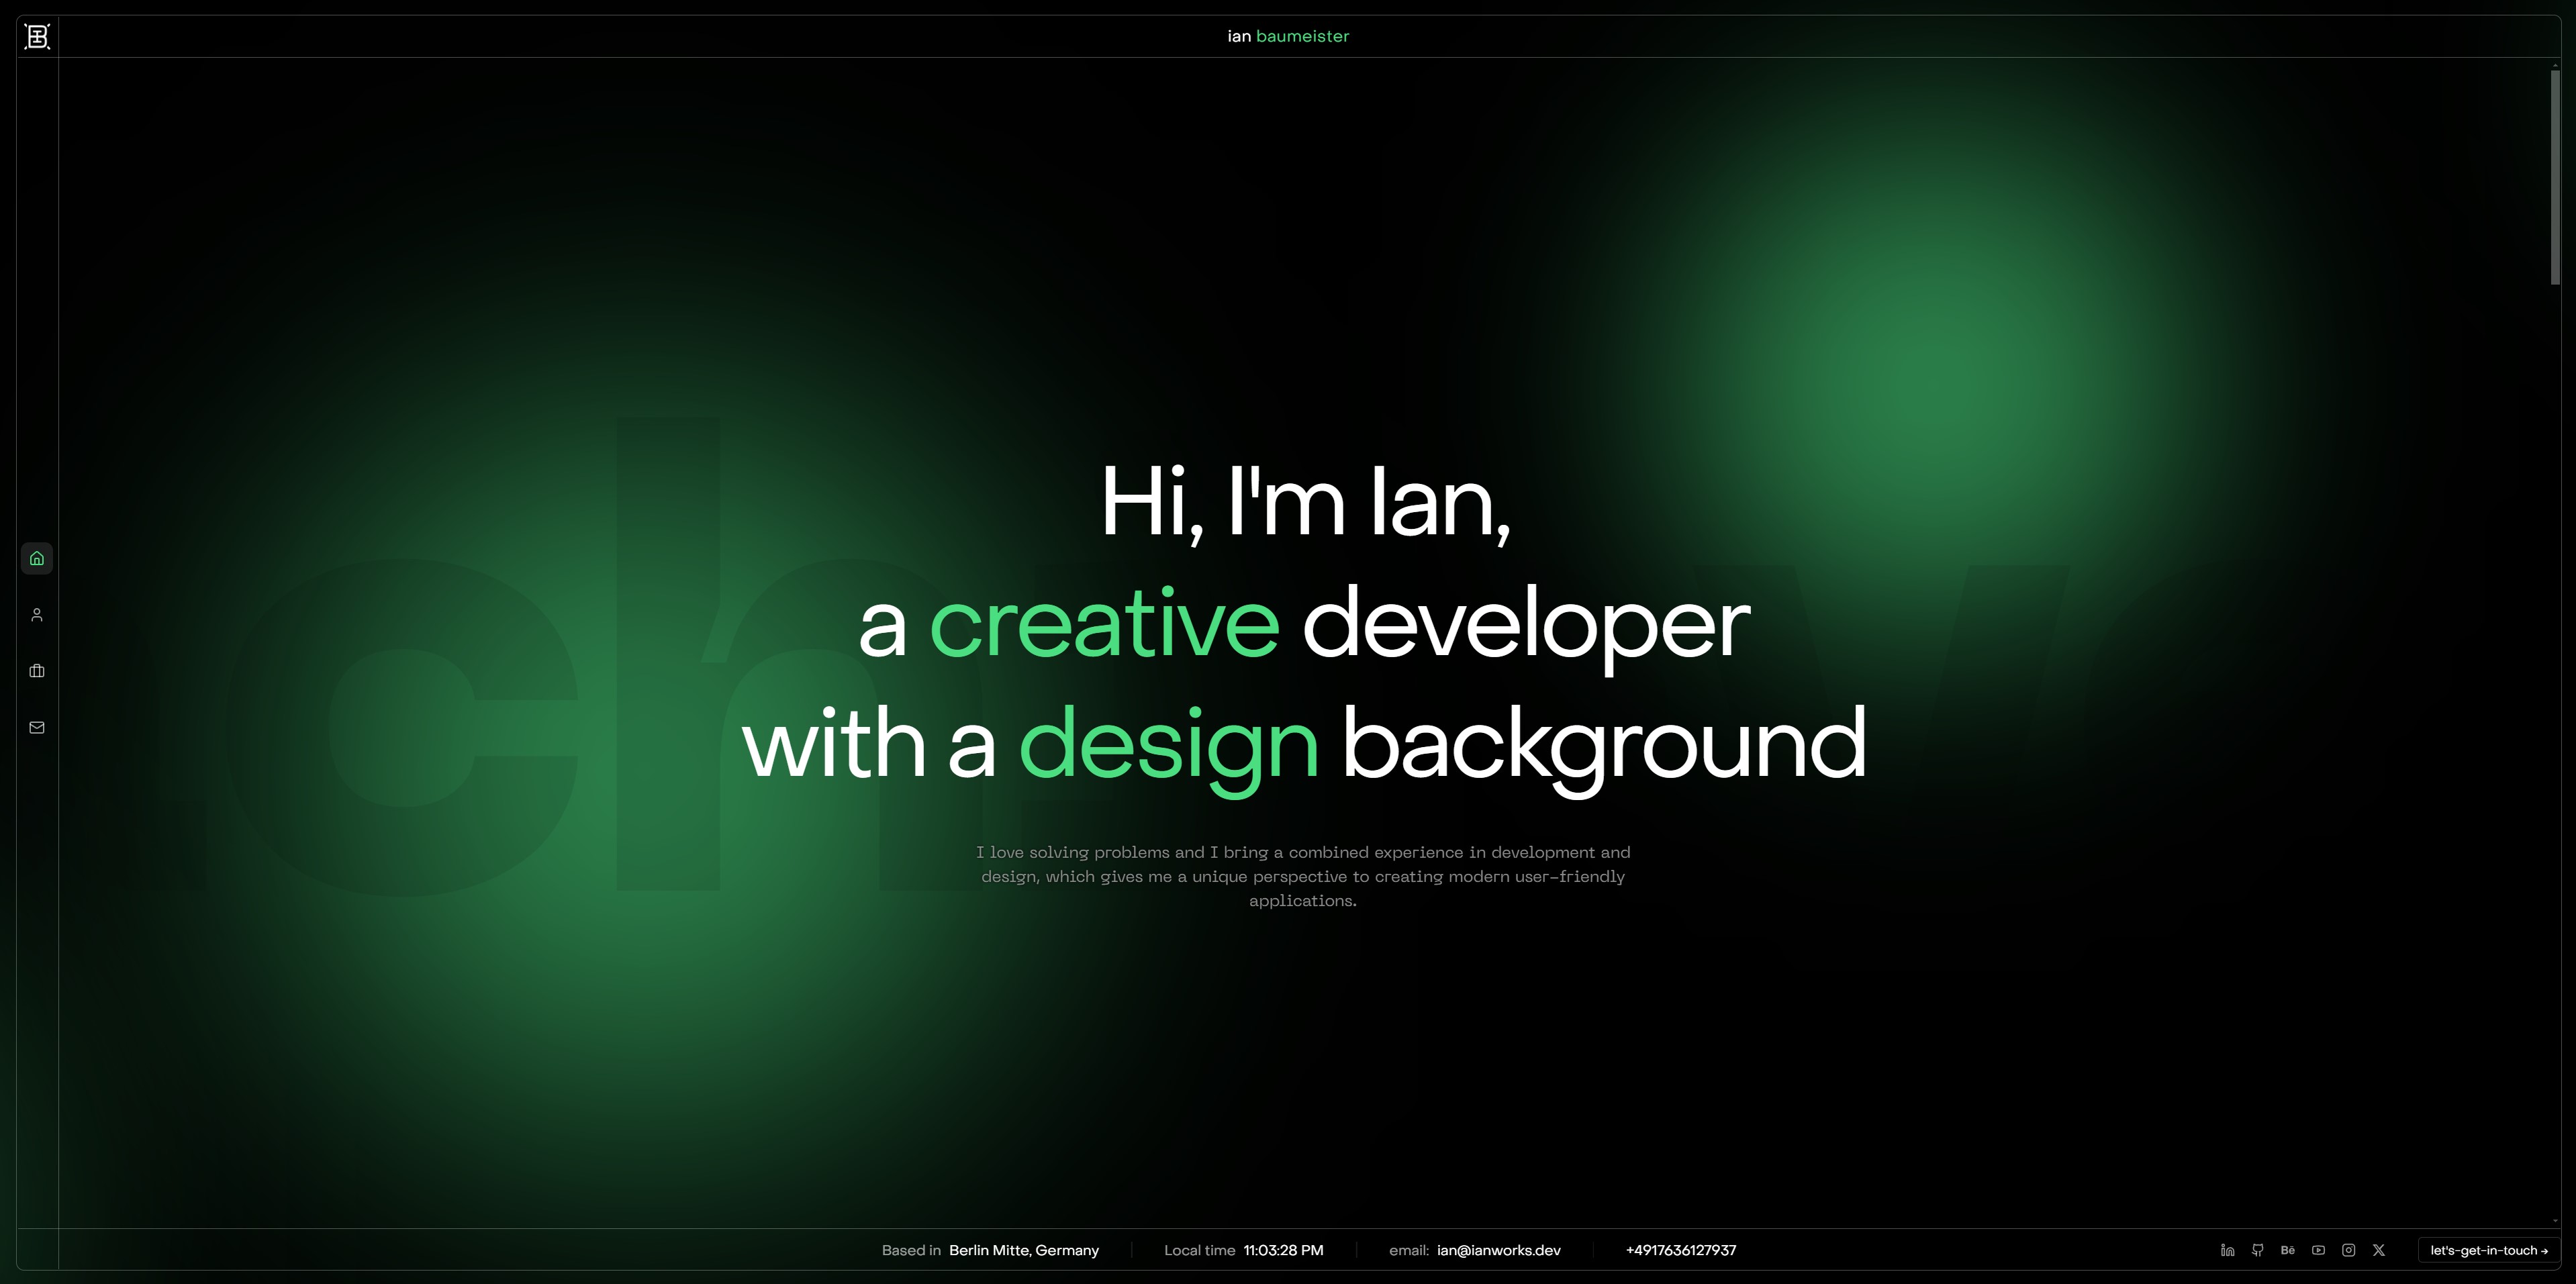 ian baumeister
Hi, I'm Ian,
a creative developer
with a design background
I love solving problems and I bring a combined experience in development and
design, which gives me a unique perspective to creating modern user-friendly
applications.
Based in Berlin Mitte, Germany
Local time 11:03:28 PM
email: ian@ianworks.dev
+4917636127937
Bē
let's-get-in-touch →